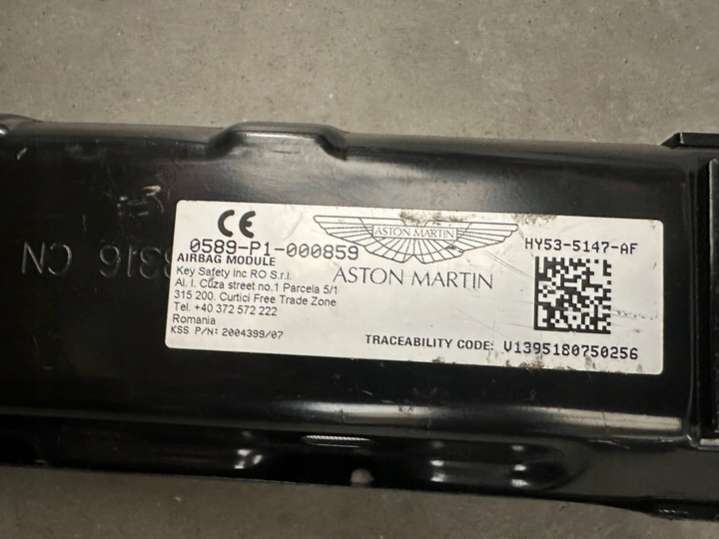 CE
0589-P1-000859
AIRBAG MODULE
Key Safety Inc RO S.r.l.
Al. I. Cuza street no.1 Parcela 5/1
315 200. Curtici Free Trade Zone
Tel. +40 372 572 222
Romania
KSS P/N: 2004399/07
ASTON MARTIN
ASTON MARTIN
HY53-5147-AF
TRACEABILITY CODE: V1395180750256
3316 CN